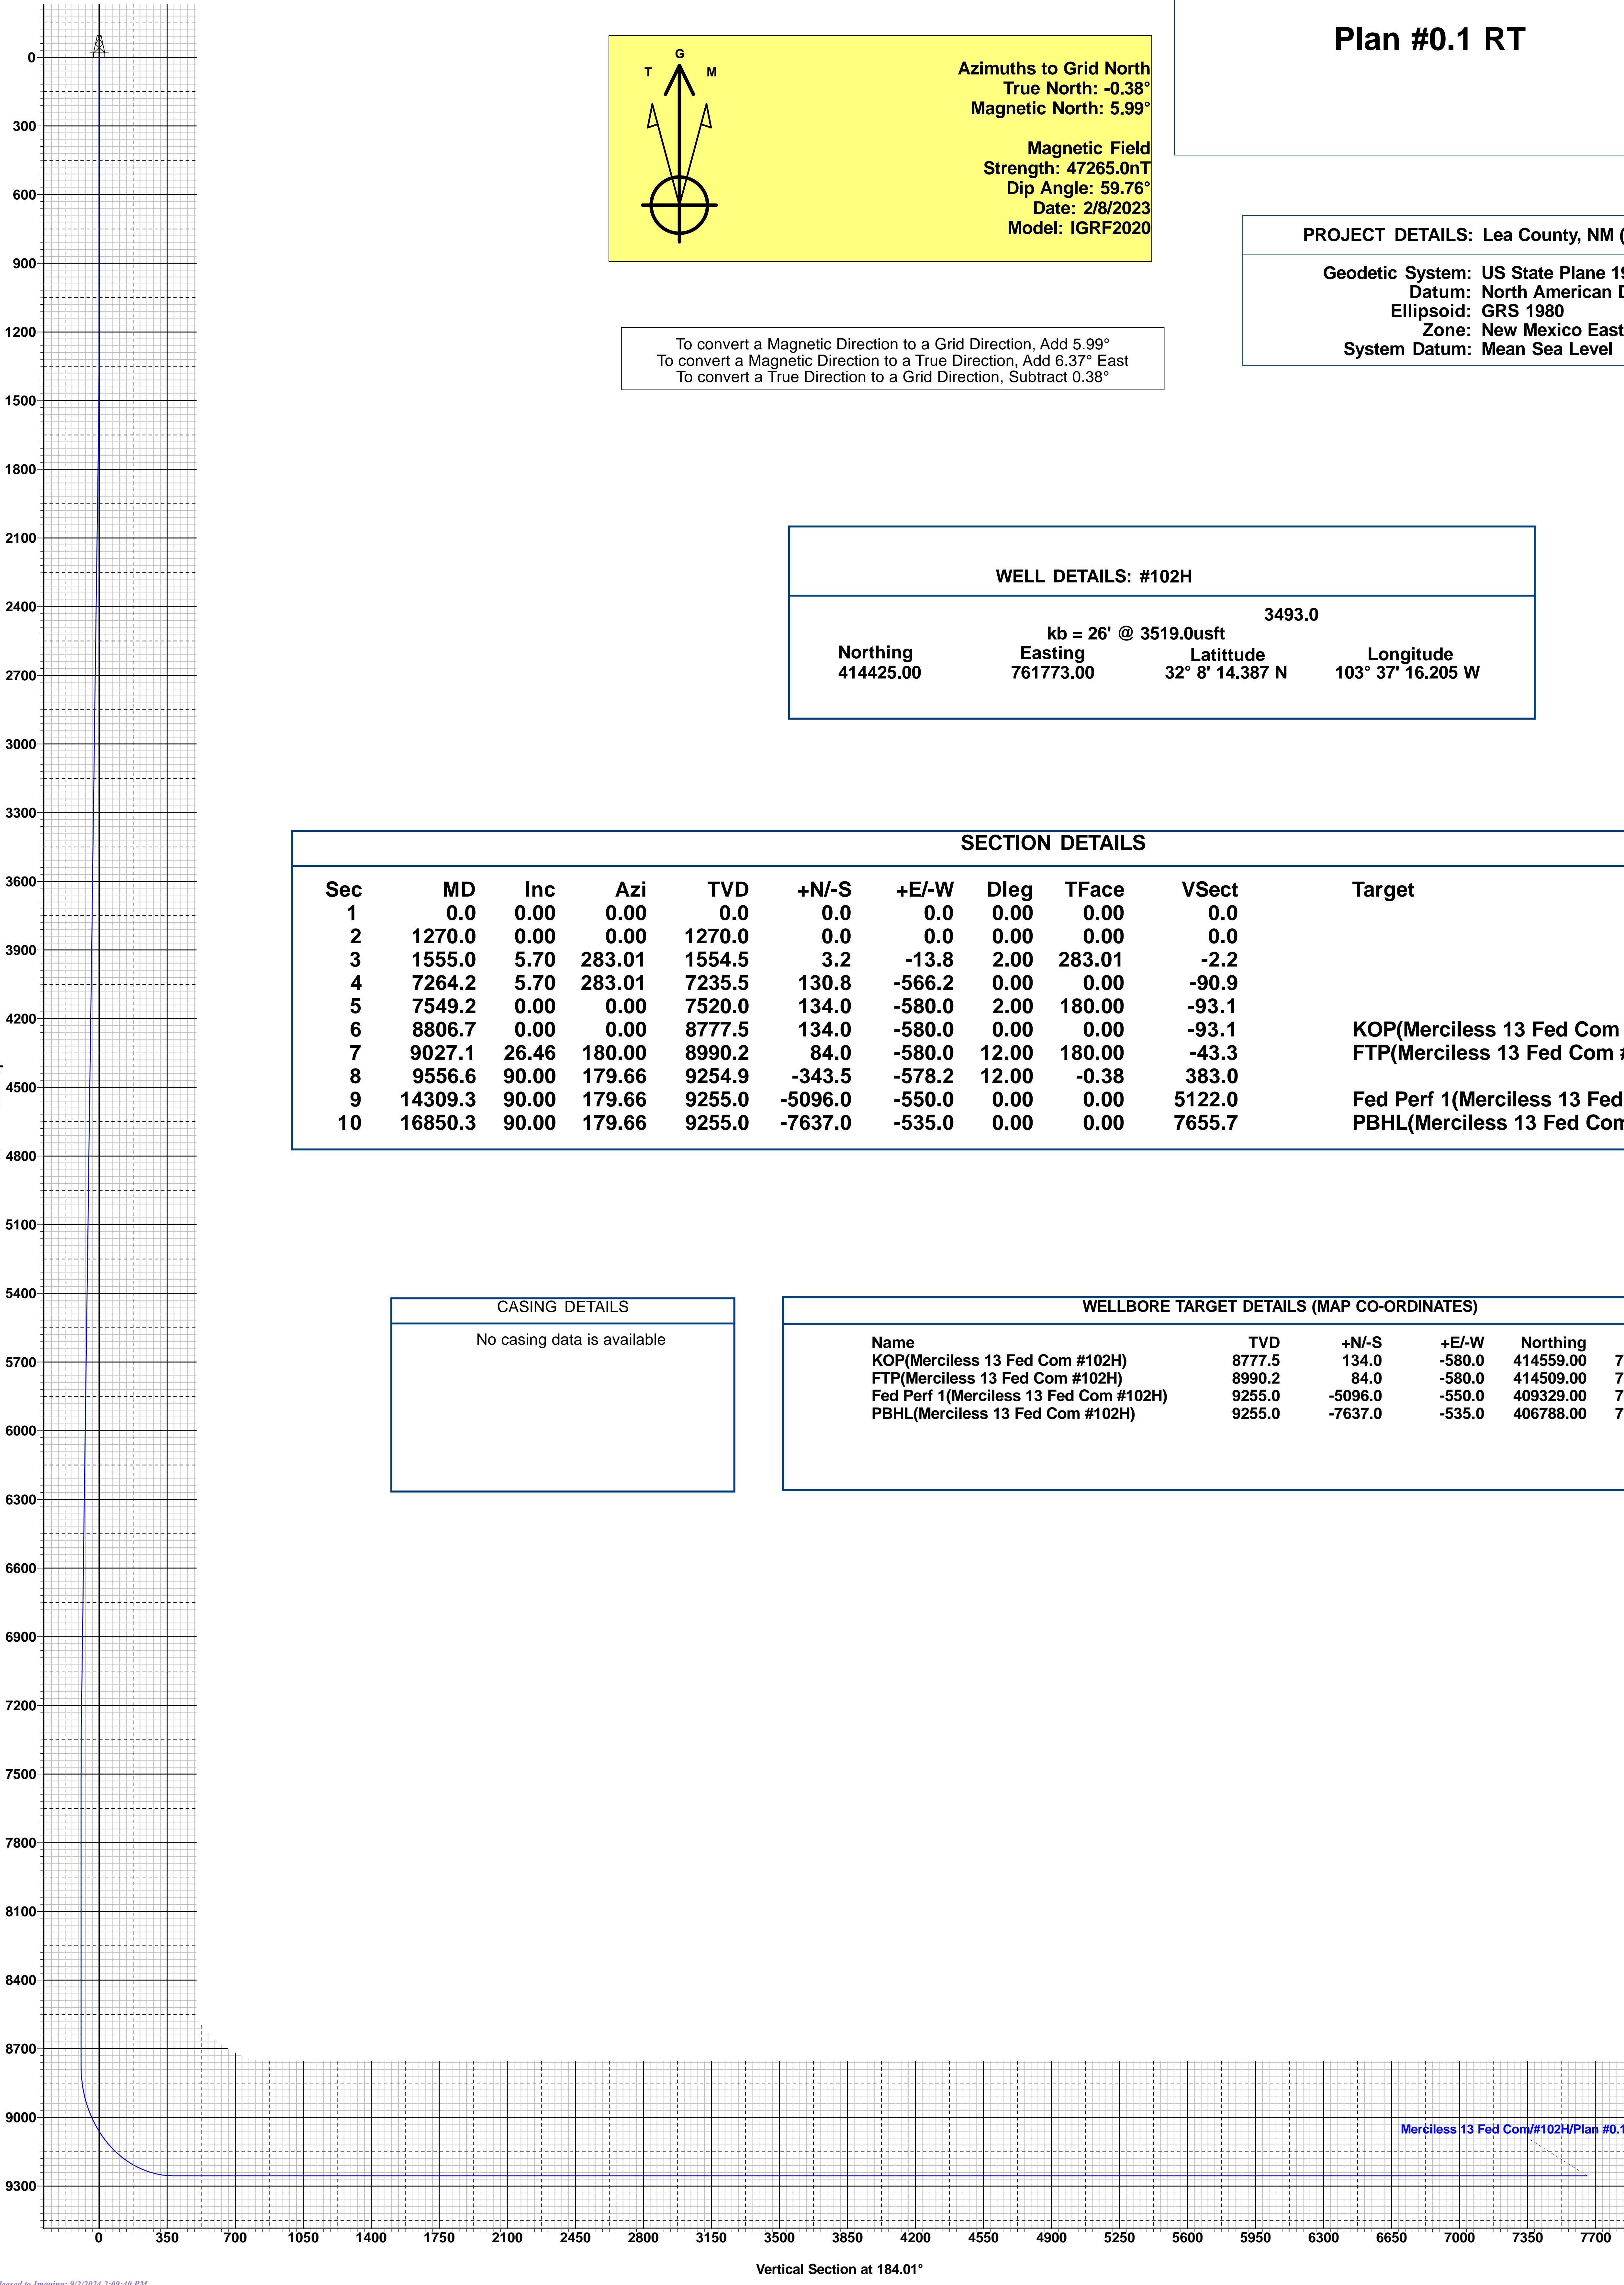 Plan #0.1 RT
G
T M
Azimuths to Grid North
True North: -0.38°
Magnetic North: 5.99°
Magnetic Field
Strength: 47265.0nT
Dip Angle: 59.76°
Date: 2/8/2023
Model: IGRF2020
PROJECT DETAILS: Lea County, NM (
Geodetic System: US State Plane 19
Datum: North American D
Ellipsoid: GRS 1980
Zone: New Mexico East
System Datum: Mean Sea Level
To convert a Magnetic Direction to a Grid Direction, Add 5.99°
To convert a Magnetic Direction to a True Direction, Add 6.37° East
To convert a True Direction to a Grid Direction, Subtract 0.38°
WELL DETAILS: #102H
3493.0
kb = 26' @ 3519.0usft
Northing Easting Latittude Longitude
414425.00 761773.00 32° 8' 14.387 N 103° 37' 16.205 W
SECTION DETAILS
Sec MD Inc Azi TVD +N/-S +E/-W Dleg TFace VSect Target
1 0.0 0.00 0.00 0.0 0.0 0.0 0.00 0.00 0.0
2 1270.0 0.00 0.00 1270.0 0.0 0.0 0.00 0.00 0.0
3 1555.0 5.70 283.01 1554.5 3.2 -13.8 2.00 283.01 -2.2
4 7264.2 5.70 283.01 7235.5 130.8 -566.2 0.00 0.00 -90.9
5 7549.2 0.00 0.00 7520.0 134.0 -580.0 2.00 180.00 -93.1
6 8806.7 0.00 0.00 8777.5 134.0 -580.0 0.00 0.00 -93.1 KOP(Merciless 13 Fed Com
7 9027.1 26.46 180.00 8990.2 84.0 -580.0 12.00 180.00 -43.3 FTP(Merciless 13 Fed Com #
8 9556.6 90.00 179.66 9254.9 -343.5 -578.2 12.00 -0.38 383.0
9 14309.3 90.00 179.66 9255.0 -5096.0 -550.0 0.00 0.00 5122.0 Fed Perf 1(Merciless 13 Fed
10 16850.3 90.00 179.66 9255.0 -7637.0 -535.0 0.00 0.00 7655.7 PBHL(Merciless 13 Fed Com
CASING DETAILS
No casing data is available
WELLBORE TARGET DETAILS (MAP CO-ORDINATES)
Name TVD +N/-S +E/-W Northing
KOP(Merciless 13 Fed Com #102H) 8777.5 134.0 -580.0 414559.00 7
FTP(Merciless 13 Fed Com #102H) 8990.2 84.0 -580.0 414509.00 7
Fed Perf 1(Merciless 13 Fed Com #102H) 9255.0 -5096.0 -550.0 409329.00 7
PBHL(Merciless 13 Fed Com #102H) 9255.0 -7637.0 -535.0 406788.00 7
0
300
600
900
1200
1500
1800
2100
2400
2700
3000
3300
3600
3900
4200
4500
4800
5100
5400
5700
6000
6300
6600
6900
7200
7500
7800
8100
8400
8700
9000
9300
Merciless 13 Fed Com/#102H/Plan #0.1
0 350 700 1050 1400 1750 2100 2450 2800 3150 3500 3850 4200 4550 4900 5250 5600 5950 6300 6650 7000 7350 7700
Vertical Section at 184.01°
leased to Imaging: 9/2/2024 2:09:40 PM